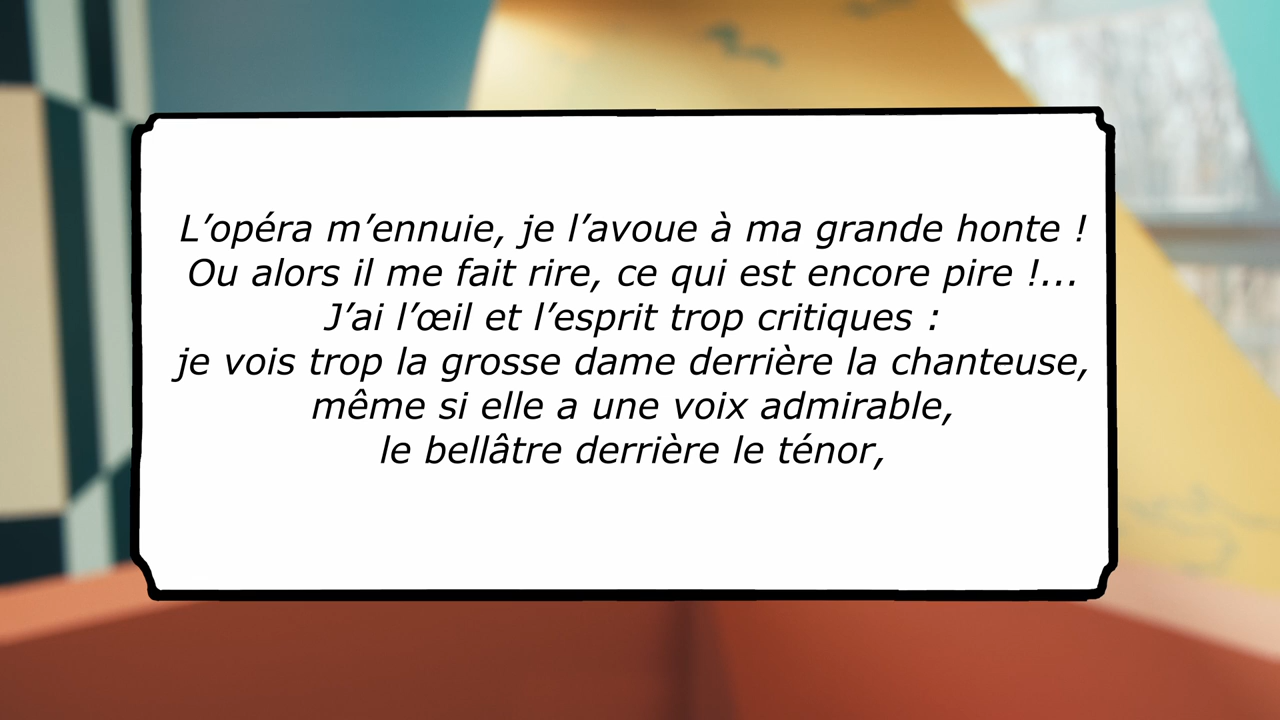 L’opéra m’ennuie, je l’avoue à ma grande honte !
Ou alors il me fait rire, ce qui est encore pire !...
J’ai l’œil et l’esprit trop critiques :
je vois trop la grosse dame derrière la chanteuse,
même si elle a une voix admirable,
le bellâtre derrière le ténor,